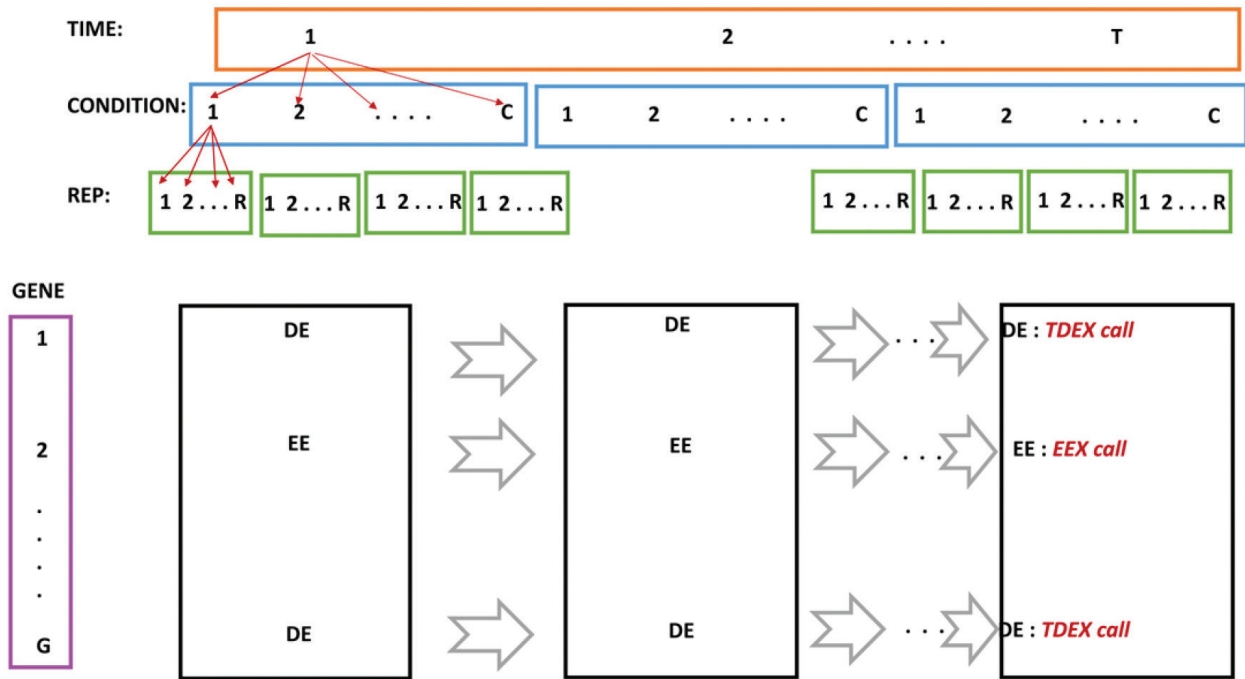 TIME: 1 2 . . . . T
CONDITION: 1 2 . . . . C 1 2 . . . . C 1 2 . . . . C
REP: 1 2 . . . R 1 2 . . . R 1 2 . . . R 1 2 . . . R 1 2 . . . R 1 2 . . . R 1 2 . . . R 1 2 . . . R
GENE
1 DE DE . . . DE : TDEX call
2 EE EE . . . EE : EEX call
.
.
.
.
G DE DE . . . DE : TDEX call